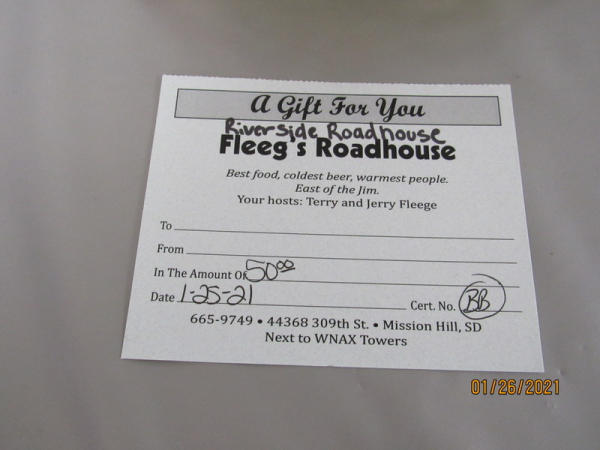 A Gift For You
Riverside Roadhouse
Fleeg's Roadhouse
Best food, coldest beer, warmest people.
East of the Jim.
Your hosts: Terry and Jerry Fleege
To
From
In The Amount Of 50 00
Date 1-25-21 Cert. No. BB
665-9749 • 44368 309th St. • Mission Hill, SD
Next to WNAX Towers
01/26/2021